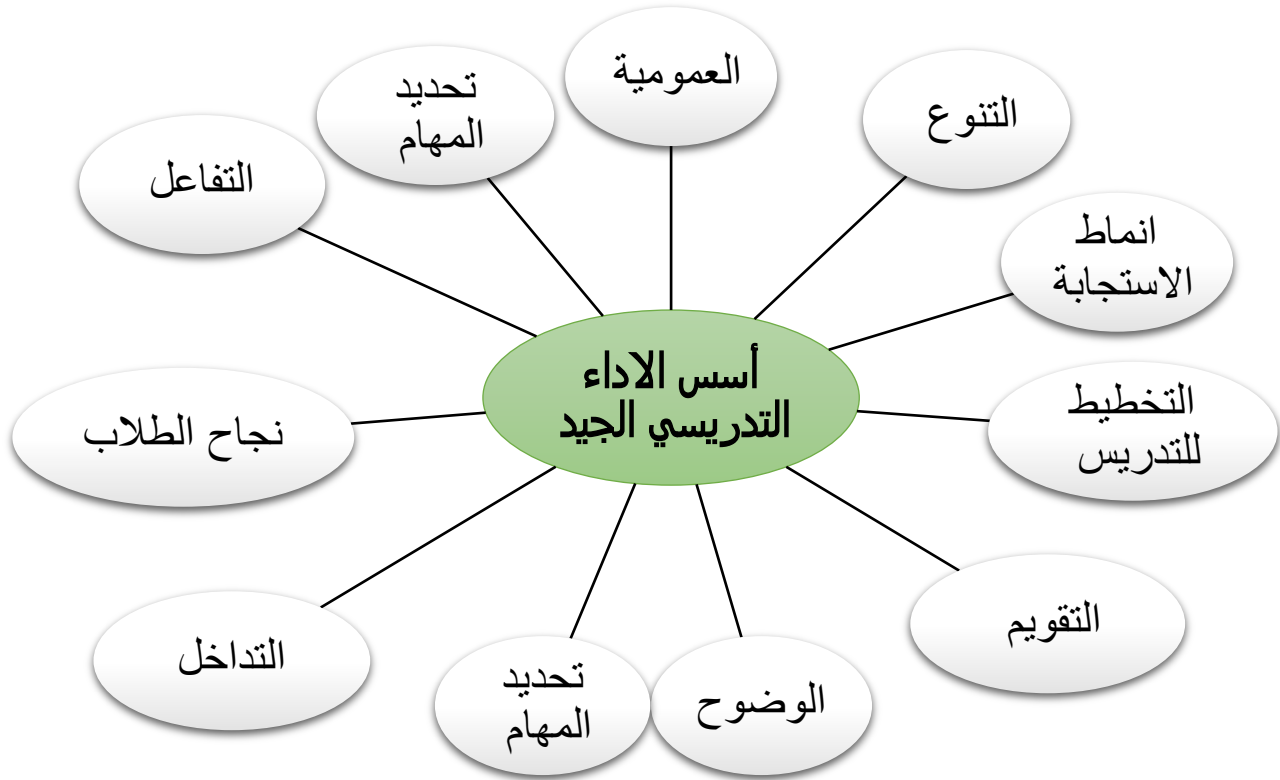 العمومية
التنوع
انماط
الاستجابة
التخطيط
للتدريس
التقويم
الوضوح
تحديد
المهام
التداخل
نجاح الطلاب
التفاعل
تحديد
المهام
أسس الاداء
التدريسي الجيد